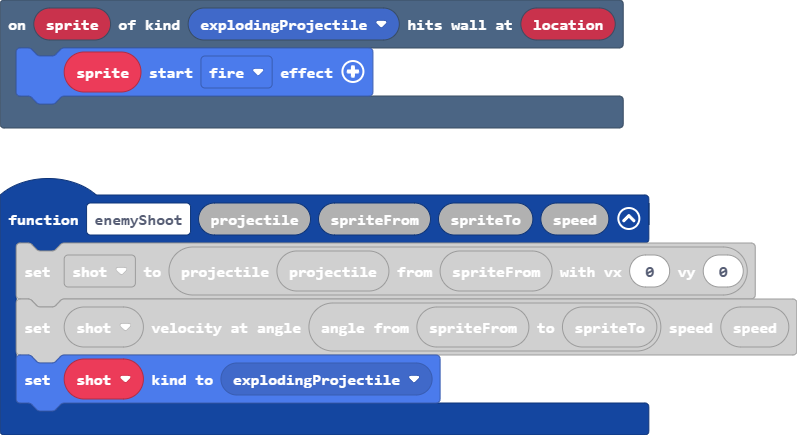 on sprite of kind explodingProjectile hits wall at location
sprite start fire effect
function enemyShoot projectile spriteFrom spriteTo speed
set shot to projectile projectile from spriteFrom with vx 0 vy 0
set shot velocity at angle angle from spriteFrom to spriteTo speed speed
set shot kind to explodingProjectile